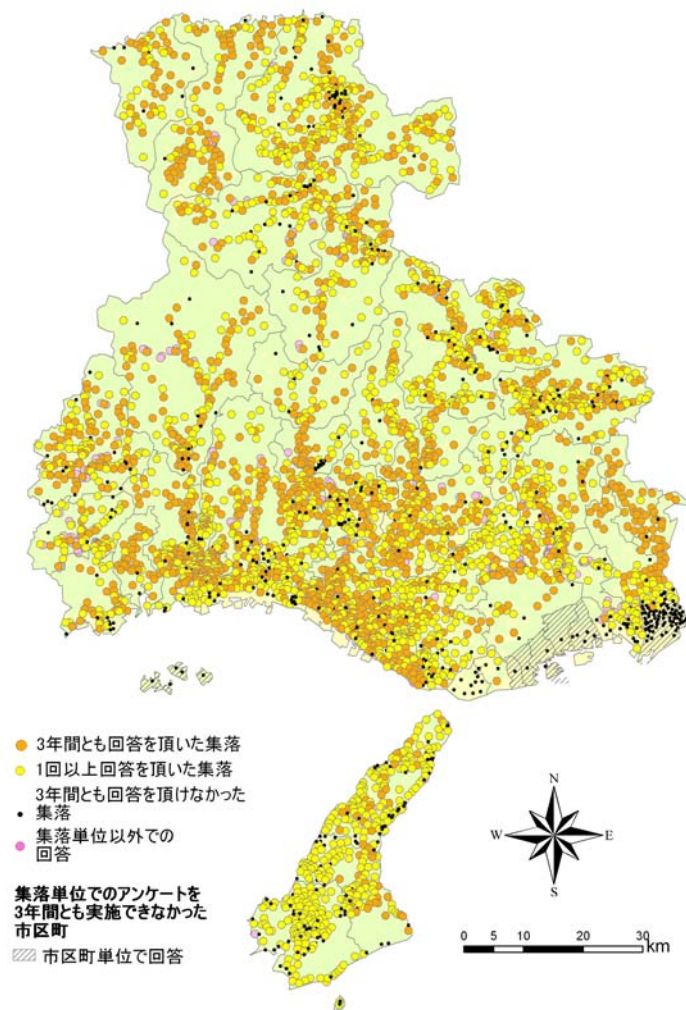 3年間とも回答を頂いた集落
1回以上回答を頂いた集落
3年間とも回答を頂けなかった
集落
集落単位以外での
回答
集落単位でのアンケートを
3年間とも実施できなかった
市区町
市区町単位で回答
N
W
E
S
0 5 10 20 30
km